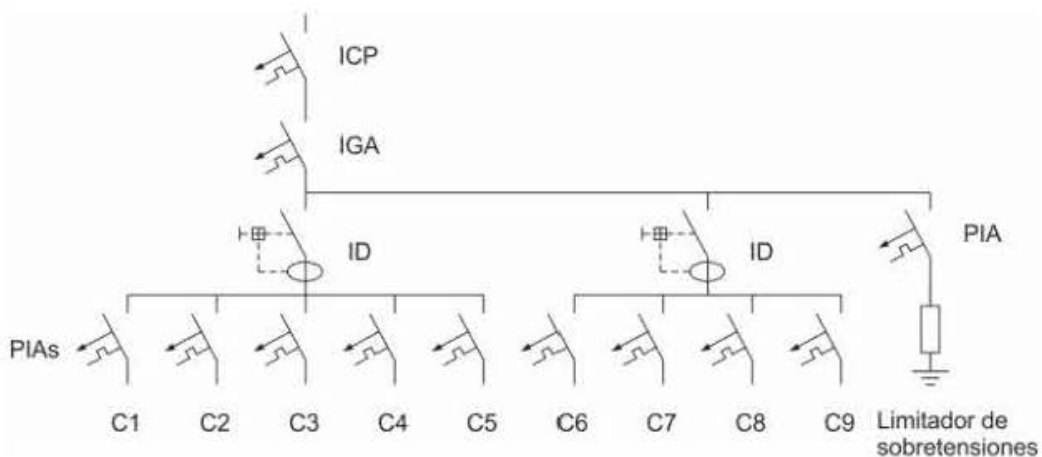 ICP
IGA
ID
ID
PIA
PIAs
C1
C2
C3
C4
C5
C6
C7
C8
C9
Limitador de
sobretensiones